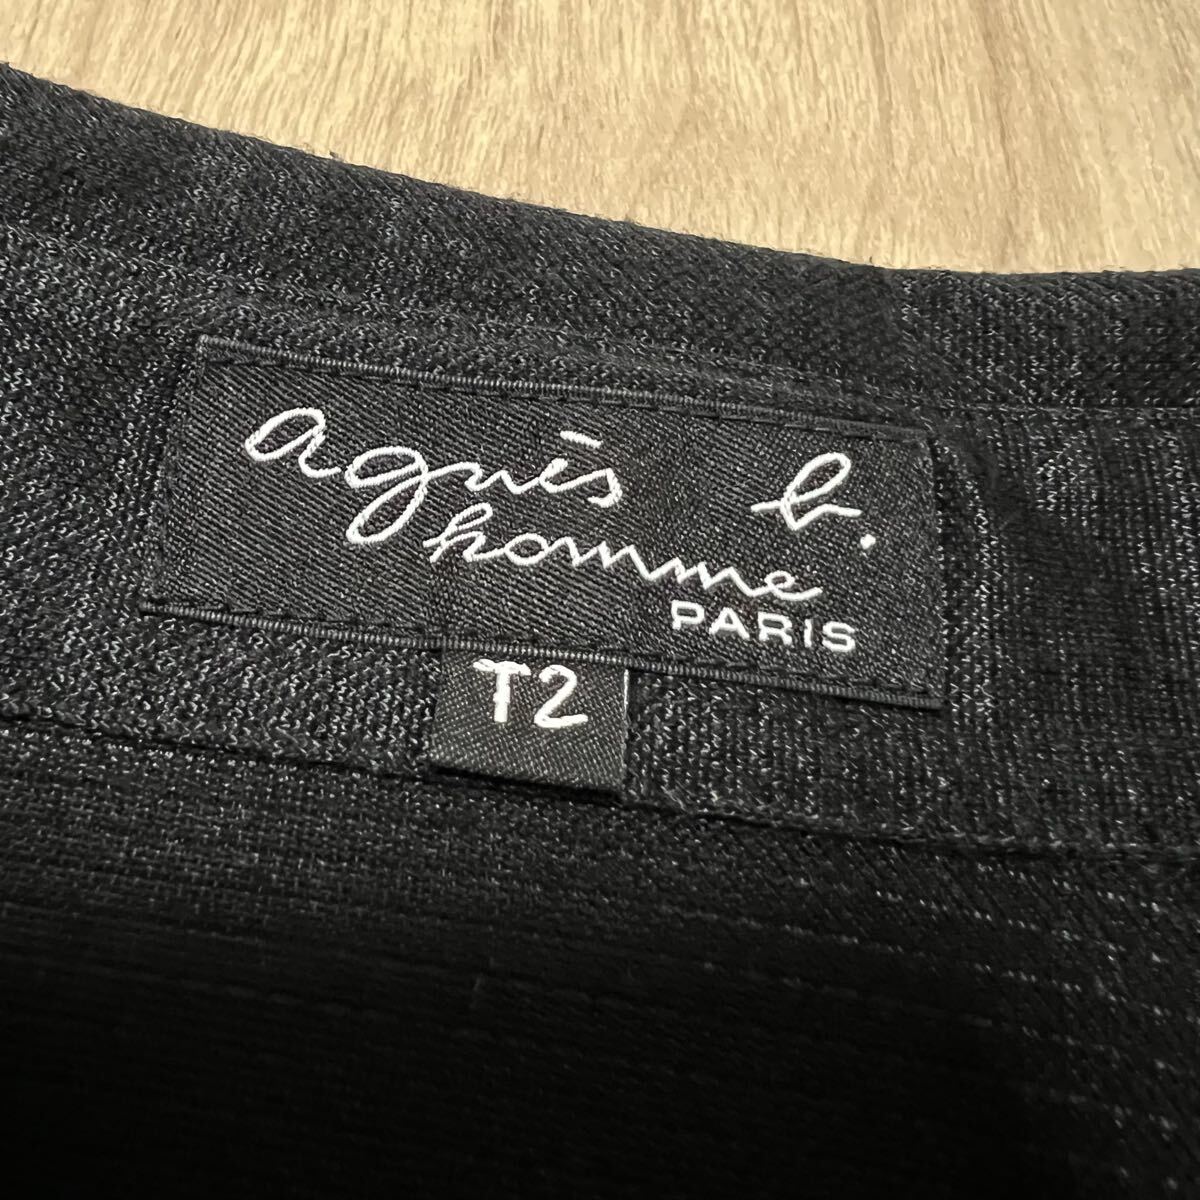 agnès b.
homme
PARIS
T2